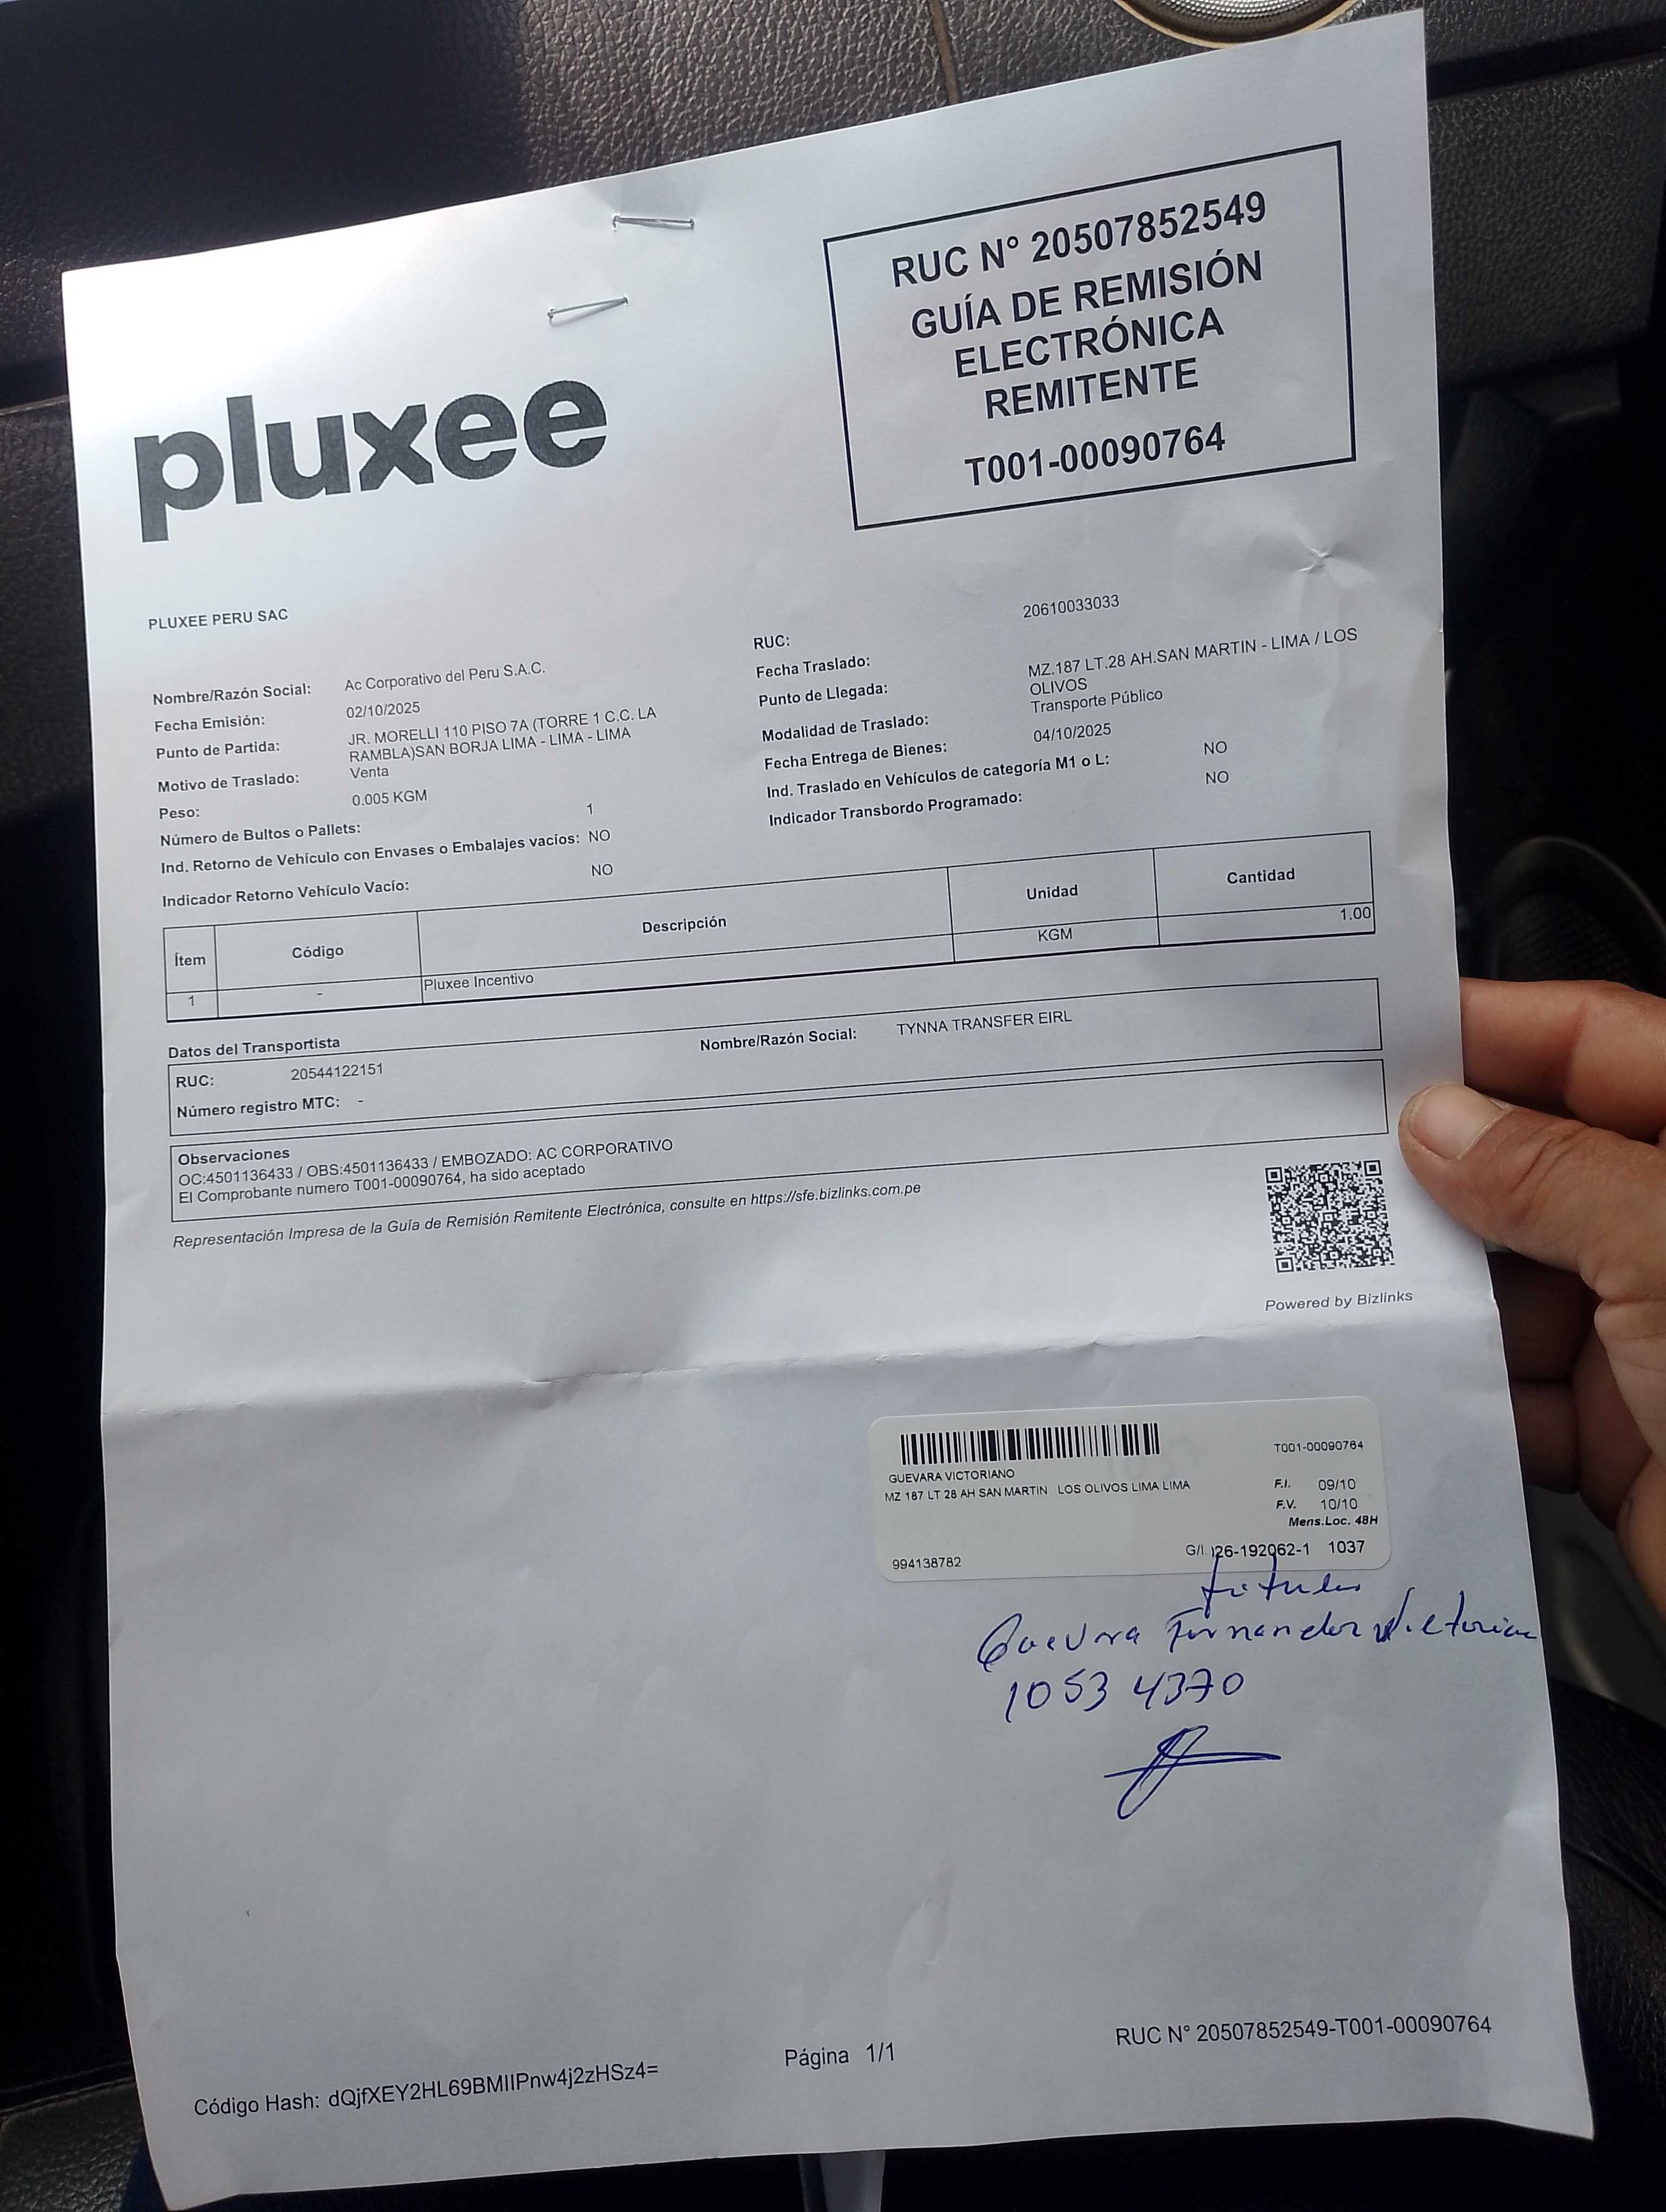 RUC N° 20507852549
GUÍA DE REMISIÓN
ELECTRÓNICA
REMITENTE
T001-00090764
pluxee
PLUXEE PERU SAC
Nombre/Razón Social: Ac Corporativo del Peru S.A.C.
Fecha Emisión: 02/10/2025
Punto de Partida: JR. MORELLI 110 PISO 7A (TORRE 1 C.C. LA
RAMBLA)SAN BORJA LIMA - LIMA - LIMA
Motivo de Traslado: Venta
Peso: 0.005 KGM
Número de Bultos o Pallets: 1
Ind. Retorno de Vehículo con Envases o Embalajes vacíos: NO
Indicador Retorno Vehículo Vacío: NO
RUC: 20610033033
Fecha Traslado:
Punto de Llegada: MZ.187 LT.28 AH.SAN MARTIN - LIMA / LOS
OLIVOS
Modalidad de Traslado: Transporte Público
Fecha Entrega de Bienes: 04/10/2025
Ind. Traslado en Vehículos de categoría M1 o L: NO
Indicador Transbordo Programado: NO
Ítem Código Descripción Unidad Cantidad
1 - Pluxee Incentivo KGM 1.00
Datos del Transportista
RUC: 20544122151 Nombre/Razón Social: TYNNA TRANSFER EIRL
Número registro MTC: -
Observaciones
OC:4501136433 / OBS:4501136433 / EMBOZADO: AC CORPORATIVO
El Comprobante numero T001-00090764, ha sido aceptado
Representación Impresa de la Guía de Remisión Remitente Electrónica, consulte en https://sfe.bizlinks.com.pe
Powered by Bizlinks
T001-00090764
GUEVARA VICTORIANO
MZ 187 LT 28 AH SAN MARTIN LOS OLIVOS LIMA LIMA
F.I. 09/10
F.V. 10/10
Mens.Loc. 48H
994138782
G/I 26-192062-1 1037
titular
Guevara Fernandez Victoriano
10534370
Código Hash: dQjfXEY2HL69BMIIPnw4j2zHSz4=
Página 1/1
RUC N° 20507852549-T001-00090764